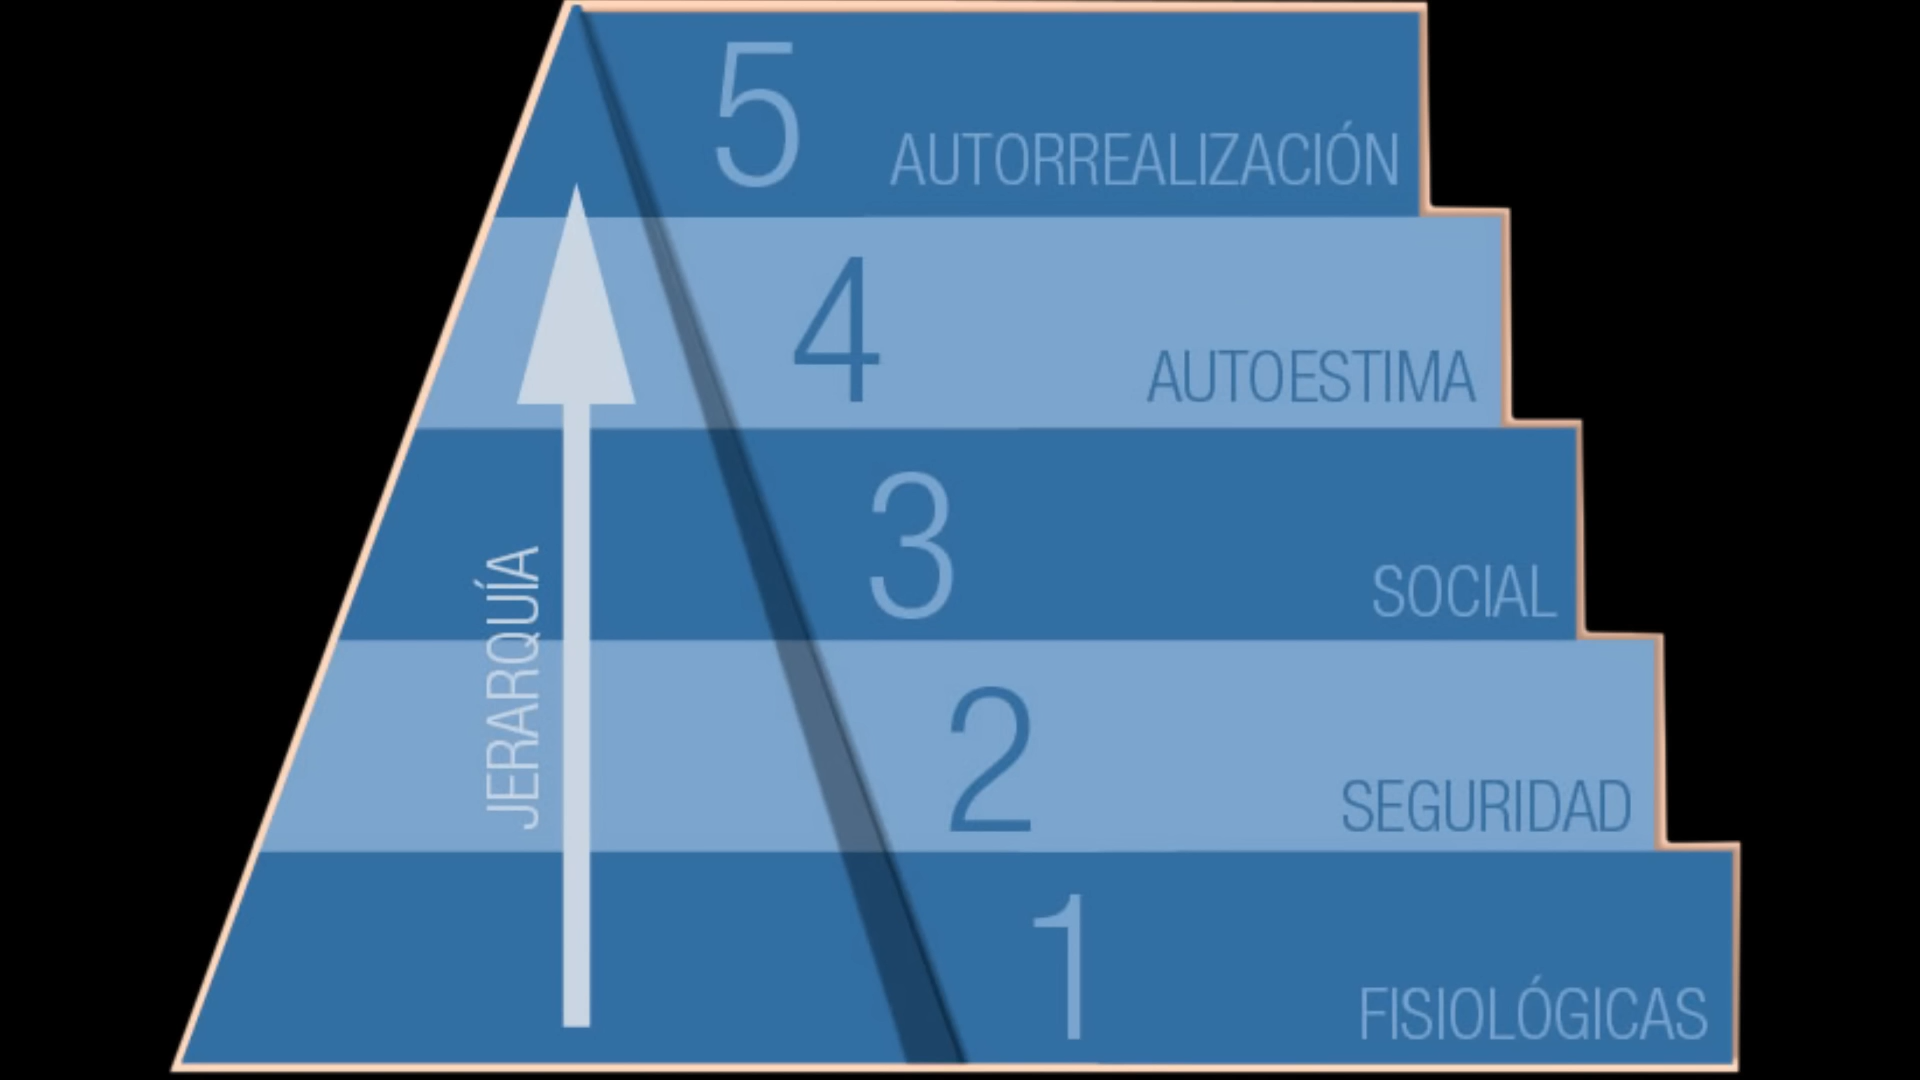 5
AUTORREALIZACIÓN
4
AUTOESTIMA
3
SOCIAL
JERARQUÍA
2
SEGURIDAD
1
FISIOLÓGICAS